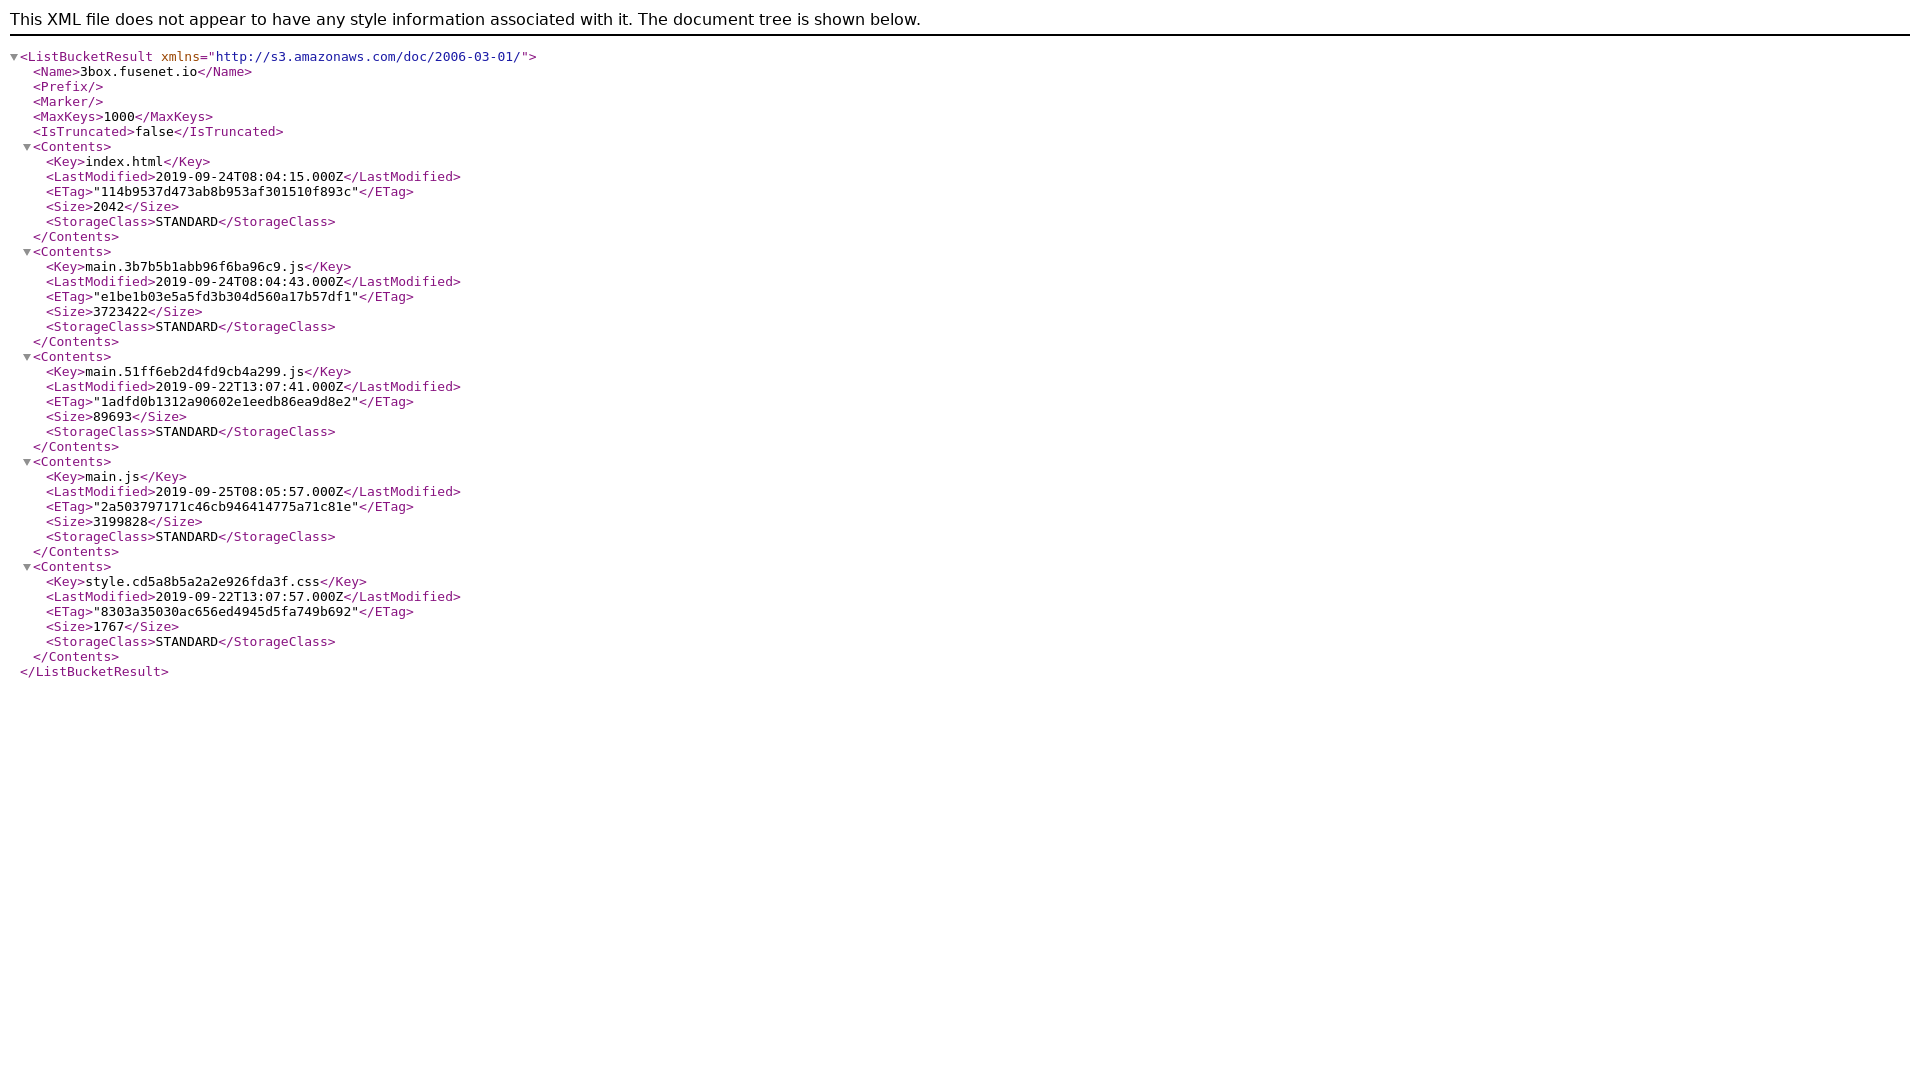 This XML file does not appear to have any style information associated with it. The document tree is shown below.
<ListBucketResult xmlns="http://s3.amazonaws.com/doc/2006-03-01/">
<Name>3box.fusenet.io</Name>
<Prefix/>
<Marker/>
<MaxKeys>1000</MaxKeys>
<IsTruncated>false</IsTruncated>
<Contents>
<Key>index.html</Key>
<LastModified>2019-09-24T08:04:15.000Z</LastModified>
<ETag>"114b9537d473ab8b953af301510f893c"</ETag>
<Size>2042</Size>
<StorageClass>STANDARD</StorageClass>
</Contents>
<Contents>
<Key>main.3b7b5b1abb96f6ba96c9.js</Key>
<LastModified>2019-09-24T08:04:43.000Z</LastModified>
<ETag>"e1be1b03e5a5fd3b304d560a17b57df1"</ETag>
<Size>3723422</Size>
<StorageClass>STANDARD</StorageClass>
</Contents>
<Contents>
<Key>main.51ff6eb2d4fd9cb4a299.js</Key>
<LastModified>2019-09-22T13:07:41.000Z</LastModified>
<ETag>"1adfd0b1312a90602e1eedb86ea9d8e2"</ETag>
<Size>89693</Size>
<StorageClass>STANDARD</StorageClass>
</Contents>
<Contents>
<Key>main.js</Key>
<LastModified>2019-09-25T08:05:57.000Z</LastModified>
<ETag>"2a503797171c46cb946414775a71c81e"</ETag>
<Size>3199828</Size>
<StorageClass>STANDARD</StorageClass>
</Contents>
<Contents>
<Key>style.cd5a8b5a2a2e926fda3f.css</Key>
<LastModified>2019-09-22T13:07:57.000Z</LastModified>
<ETag>"8303a35030ac656ed4945d5fa749b692"</ETag>
<Size>1767</Size>
<StorageClass>STANDARD</StorageClass>
</Contents>
</ListBucketResult>